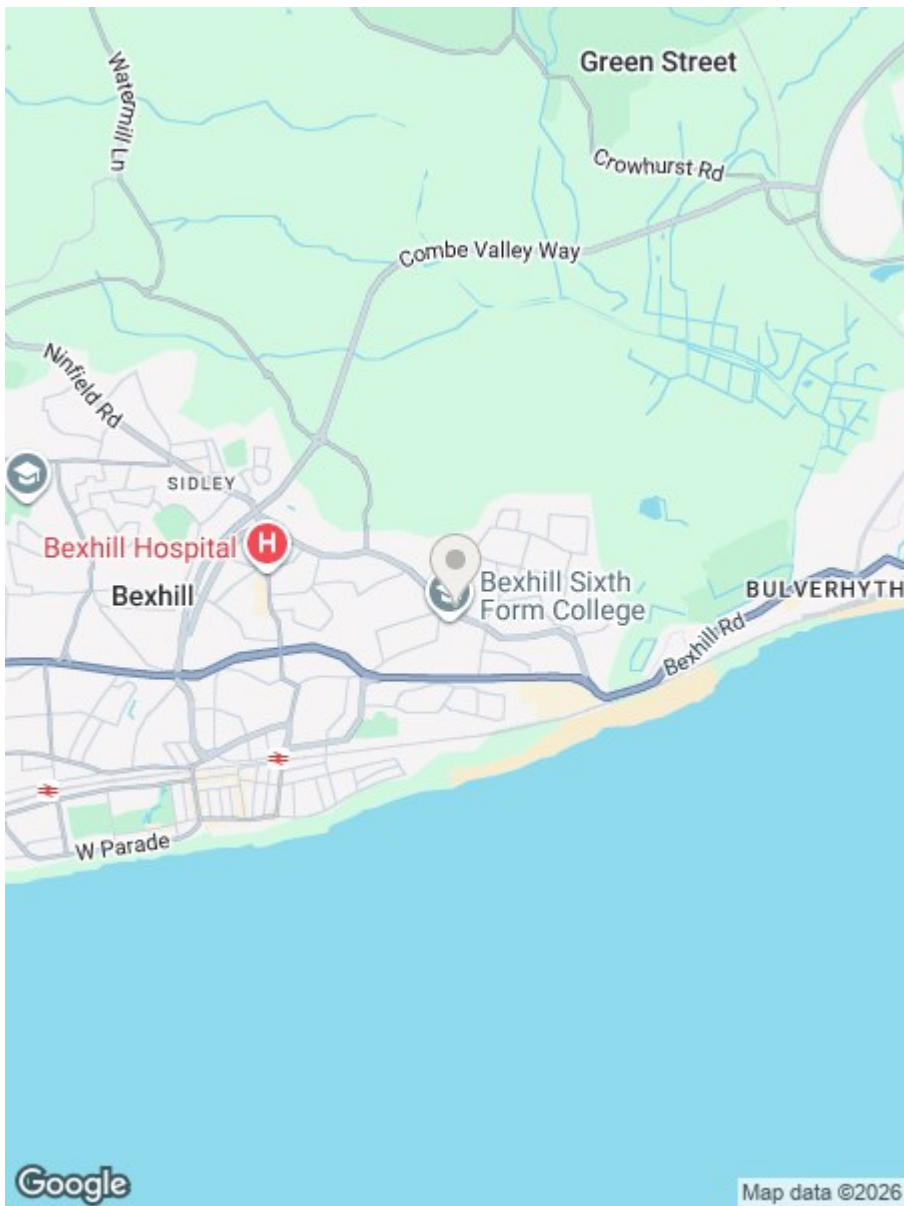 Green Street
Watermill Ln
Crowhurst Rd
Combe Valley Way
Ninfield Rd
SIDLEY
Bexhill Hospital
H
Bexhill
Bexhill Sixth
Form College
BULVERHYTH
Bexhill Rd
W Parade
Google
Map data ©2026